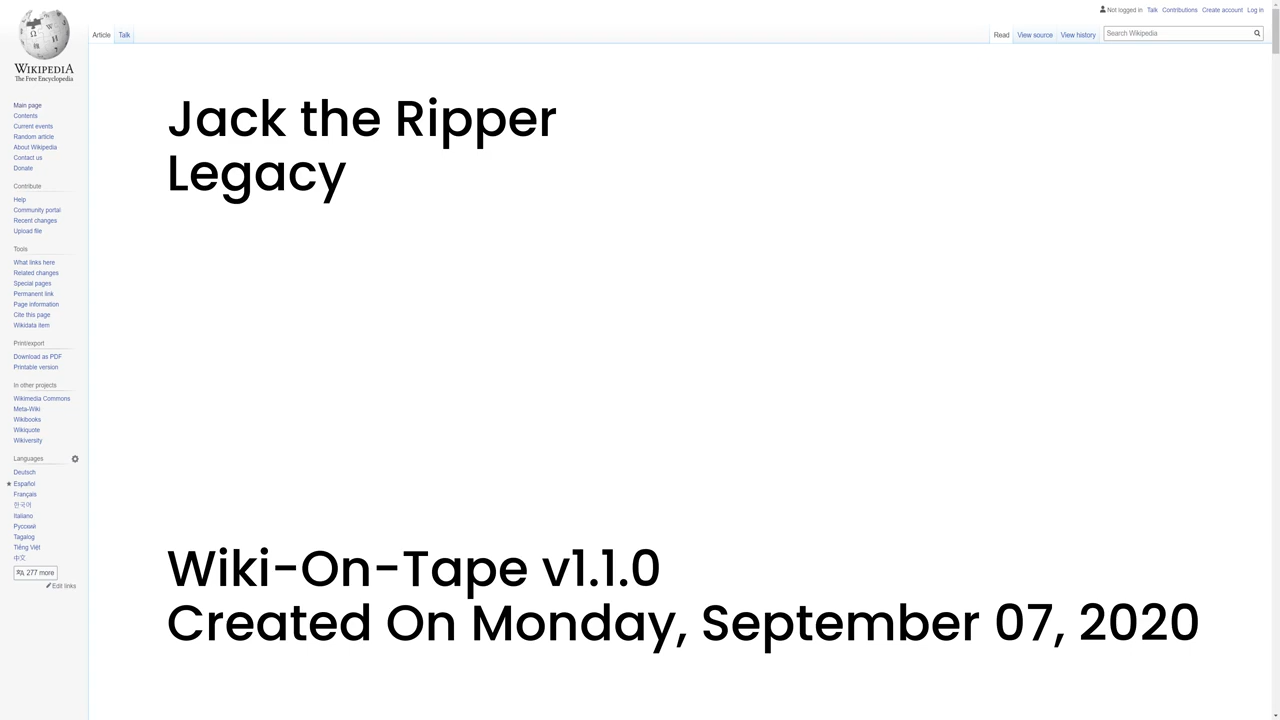 Not logged in Talk Contributions Create account Log in
Article Talk Read View source View history Search Wikipedia
WIKIPEDIA
The Free Encyclopedia
Main page
Contents
Current events
Random article
About Wikipedia
Contact us
Donate
Contribute
Help
Community portal
Recent changes
Upload file
Tools
What links here
Related changes
Special pages
Permanent link
Page information
Cite this page
Wikidata item
Print/export
Download as PDF
Printable version
In other projects
Wikimedia Commons
Meta-Wiki
Wikibooks
Wikiquote
Wikiversity
Languages
Deutsch
Español
Français
한국어
Italiano
Русский
Tagalog
Tiếng Việt
中文
277 more
Edit links
Jack the Ripper
Legacy
Wiki-On-Tape v1.1.0
Created On Monday, September 07, 2020